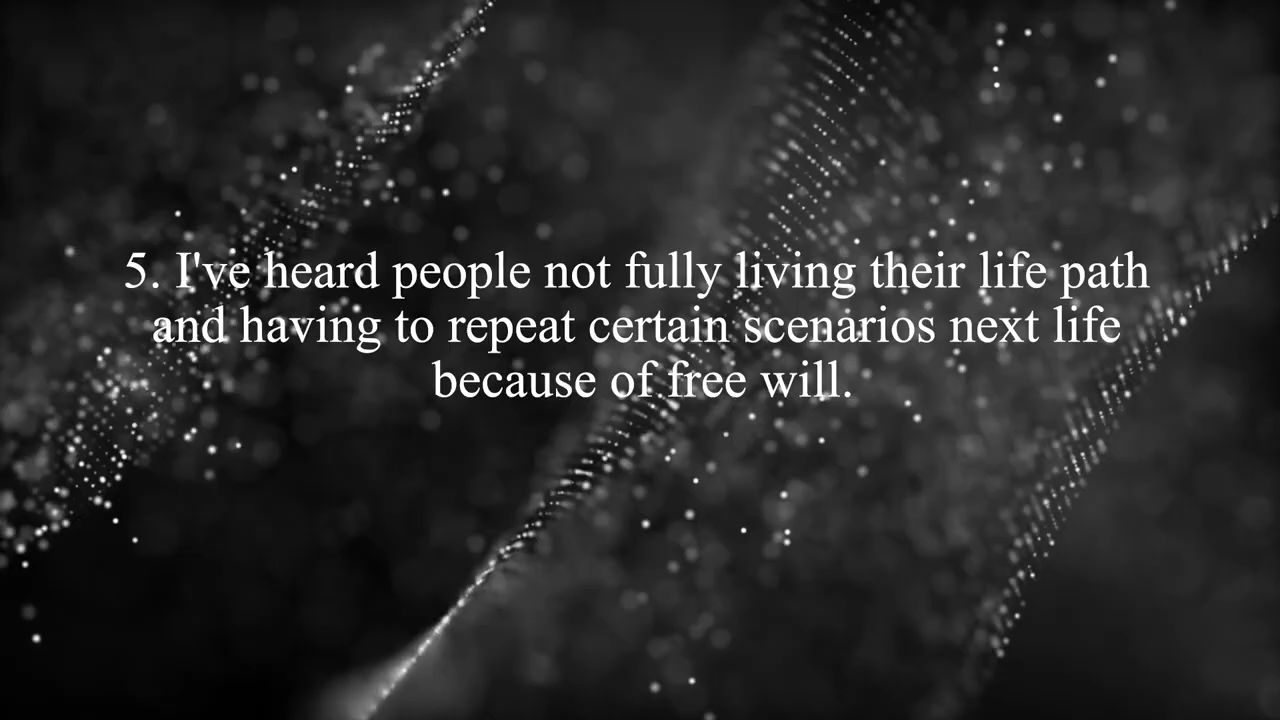 5. I've heard people not fully living their life path
and having to repeat certain scenarios next life
because of free will.